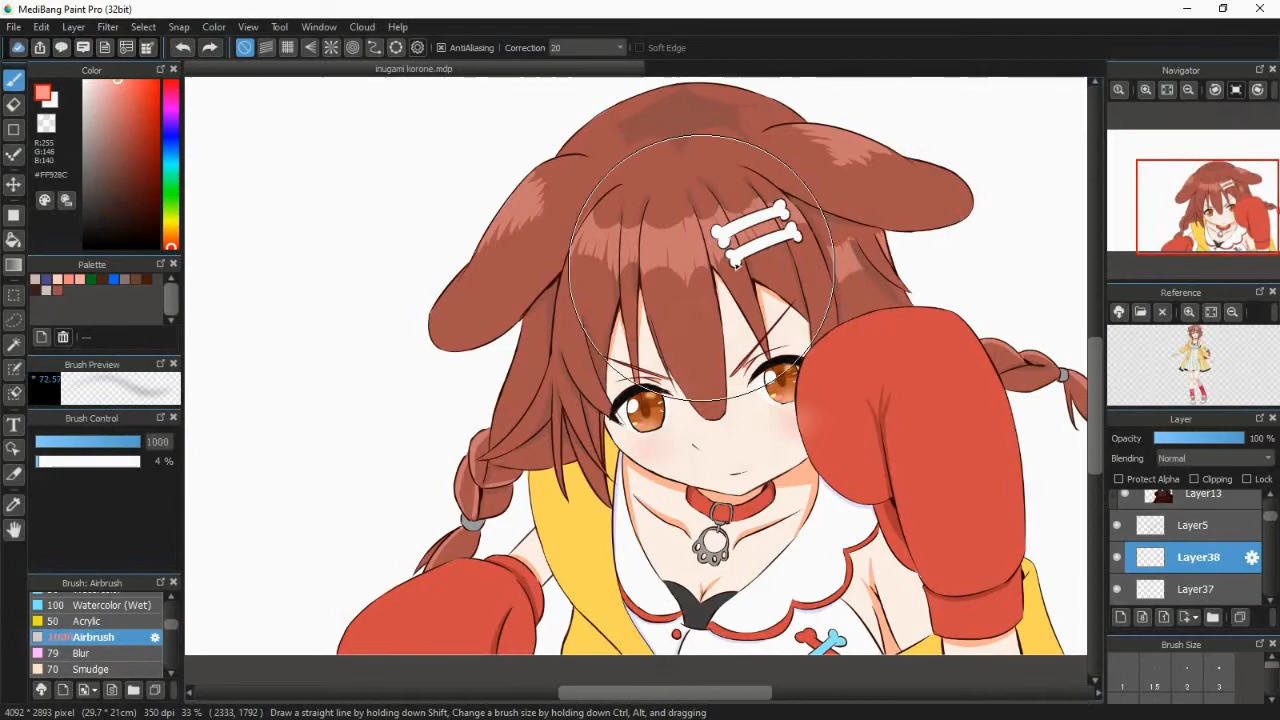 MediBang Paint Pro (32bit)
File Edit Layer Filter Select Snap Color View Tool Window Cloud Help
AntiAliasing Correction 20 Soft Edge
inugami korone.mdp
Color
R:255
G:146
B:140
#FF928C
Palette
---
Brush Preview
* 72.57
Brush Control
1000
4 %
Brush: Airbrush
100 Watercolor (Wet)
50 Acrylic
1000 Airbrush
79 Blur
70 Smudge
Navigator
Reference
Layer
Opacity 100 %
Blending Normal
Protect Alpha Clipping Lock
Layer13
Layer5
Layer38
Layer37
Brush Size
1 1.5 2 3
4092 * 2893 pixel (29.7 * 21cm) 350 dpi 33 % ( 2333, 1792 ) Draw a straight line by holding down Shift, Change a brush size by holding down Ctrl, Alt, and dragging